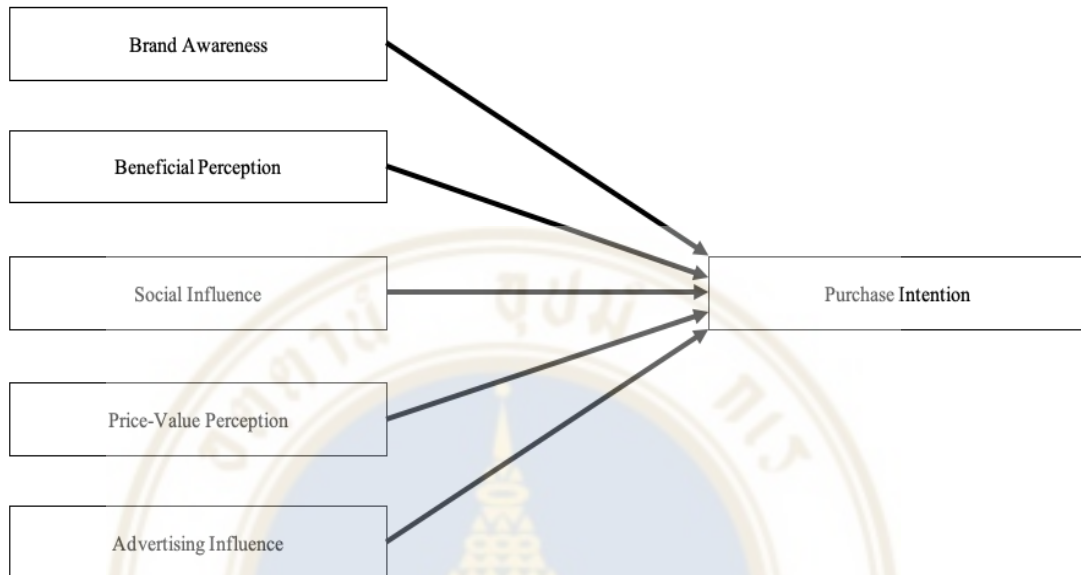 Brand Awareness
Beneficial Perception
Social Influence
Purchase Intention
Price-Value Perception
Advertising Influence